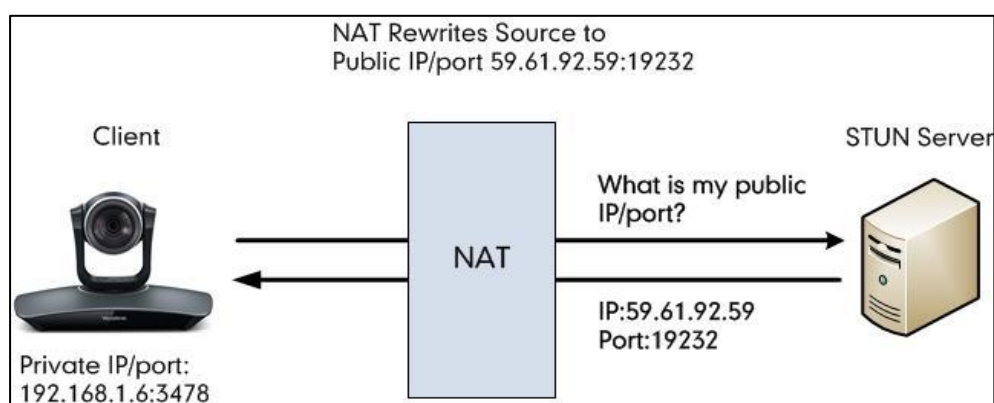 NAT Rewrites Source to
Public IP/port 59.61.92.59:19232
Client
STUN Server
What is my public
IP/port?
NAT
IP:59.61.92.59
Port:19232
Private IP/port:
192.168.1.6:3478